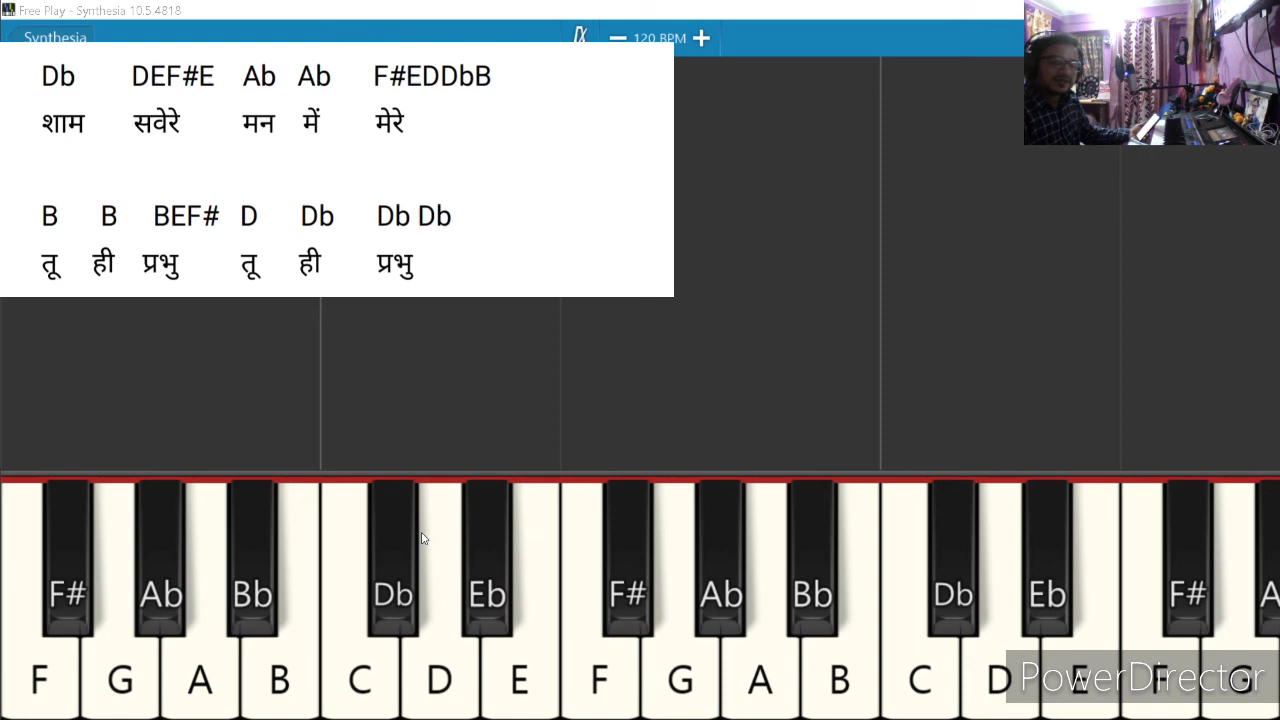 Free Play - Synthesia 10.5.4818
Synthesia
120 BPM
Db DEF#E Ab Ab F#EDDbB
शाम सवेरे मन में मेरे
B B BEF# D Db Db Db
तू ही प्रभु तू ही प्रभु
F# Ab Bb Db Eb F# Ab Bb Db Eb F# A
F G A B C D E F G A B C D E F G
PowerDirector